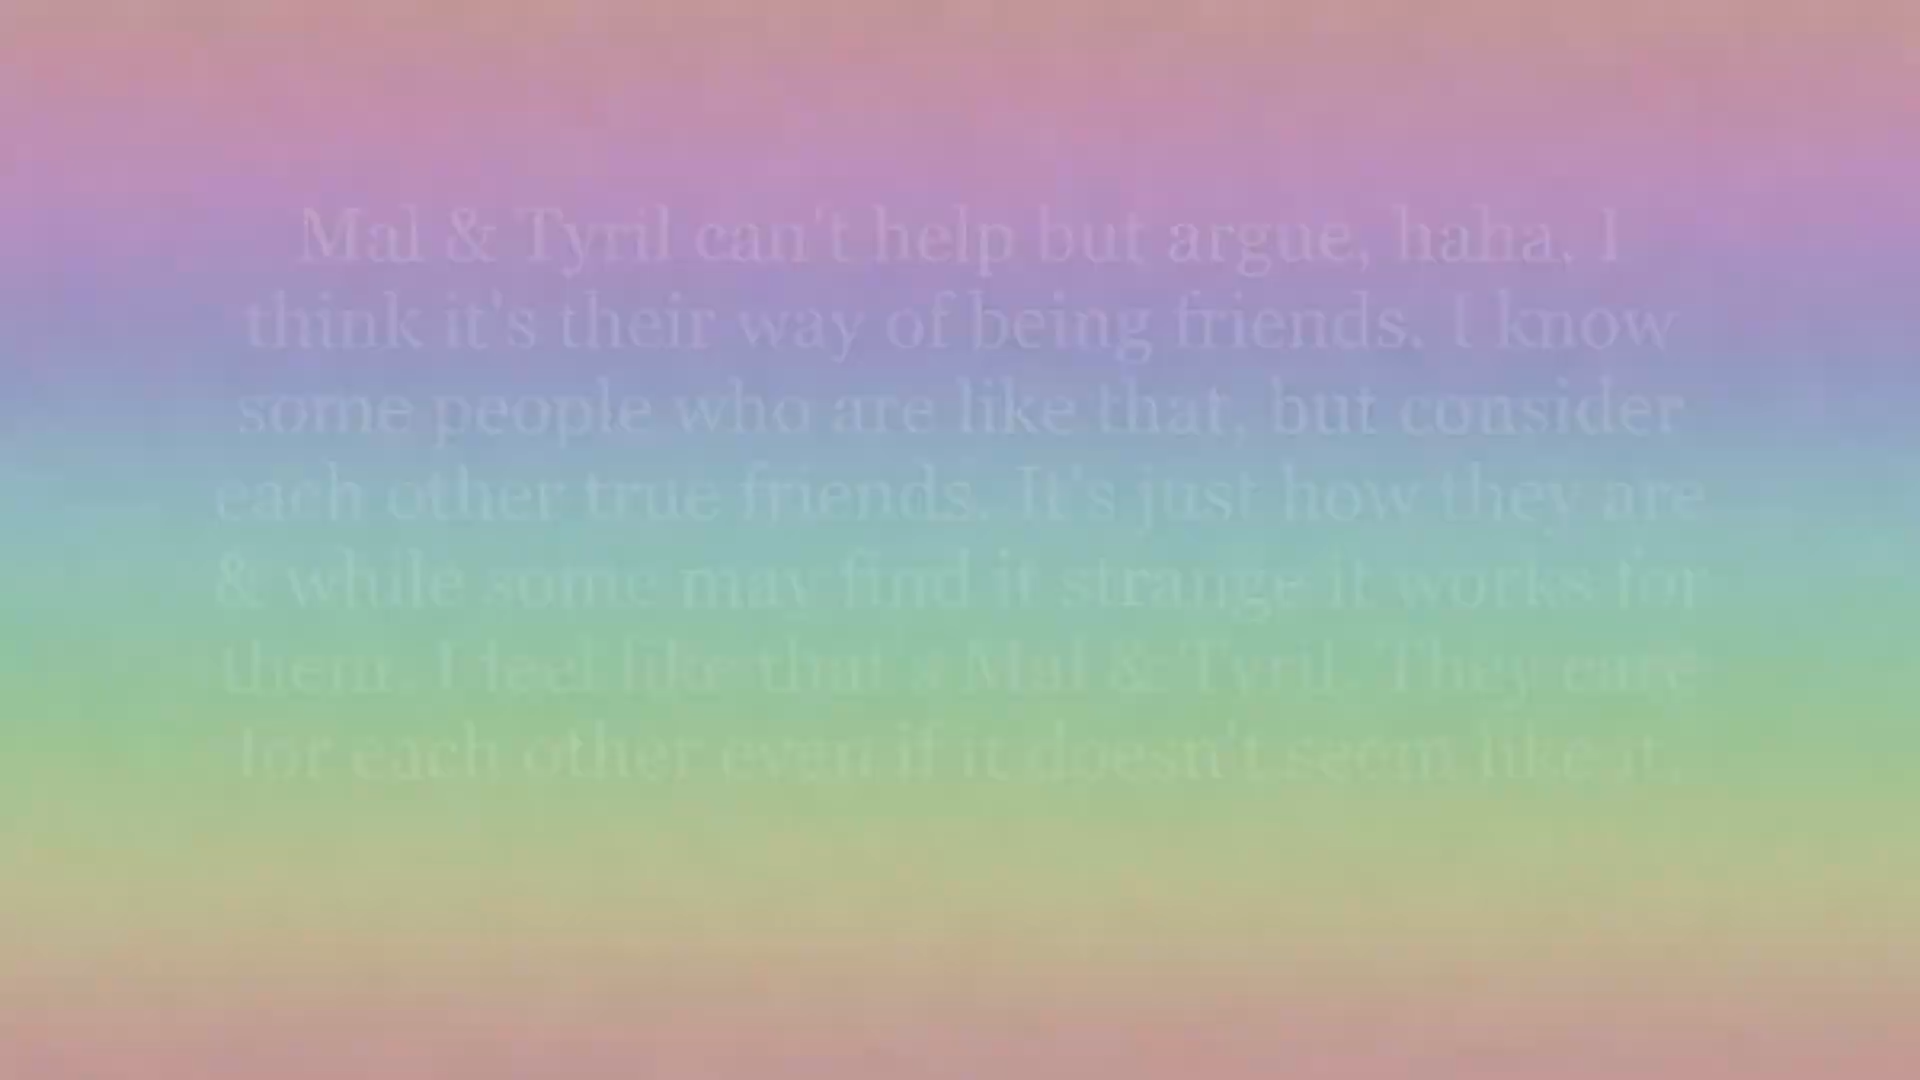 Mal & Tyril can't help but argue, haha. I
think it's their way of being friends. I know
some people who are like that, but consider
each other true friends. It's just how they are
& while some may find it strange it works for
them. I feel like that a Mal & Tyril. They care
for each other even if it doesn't seem like it.